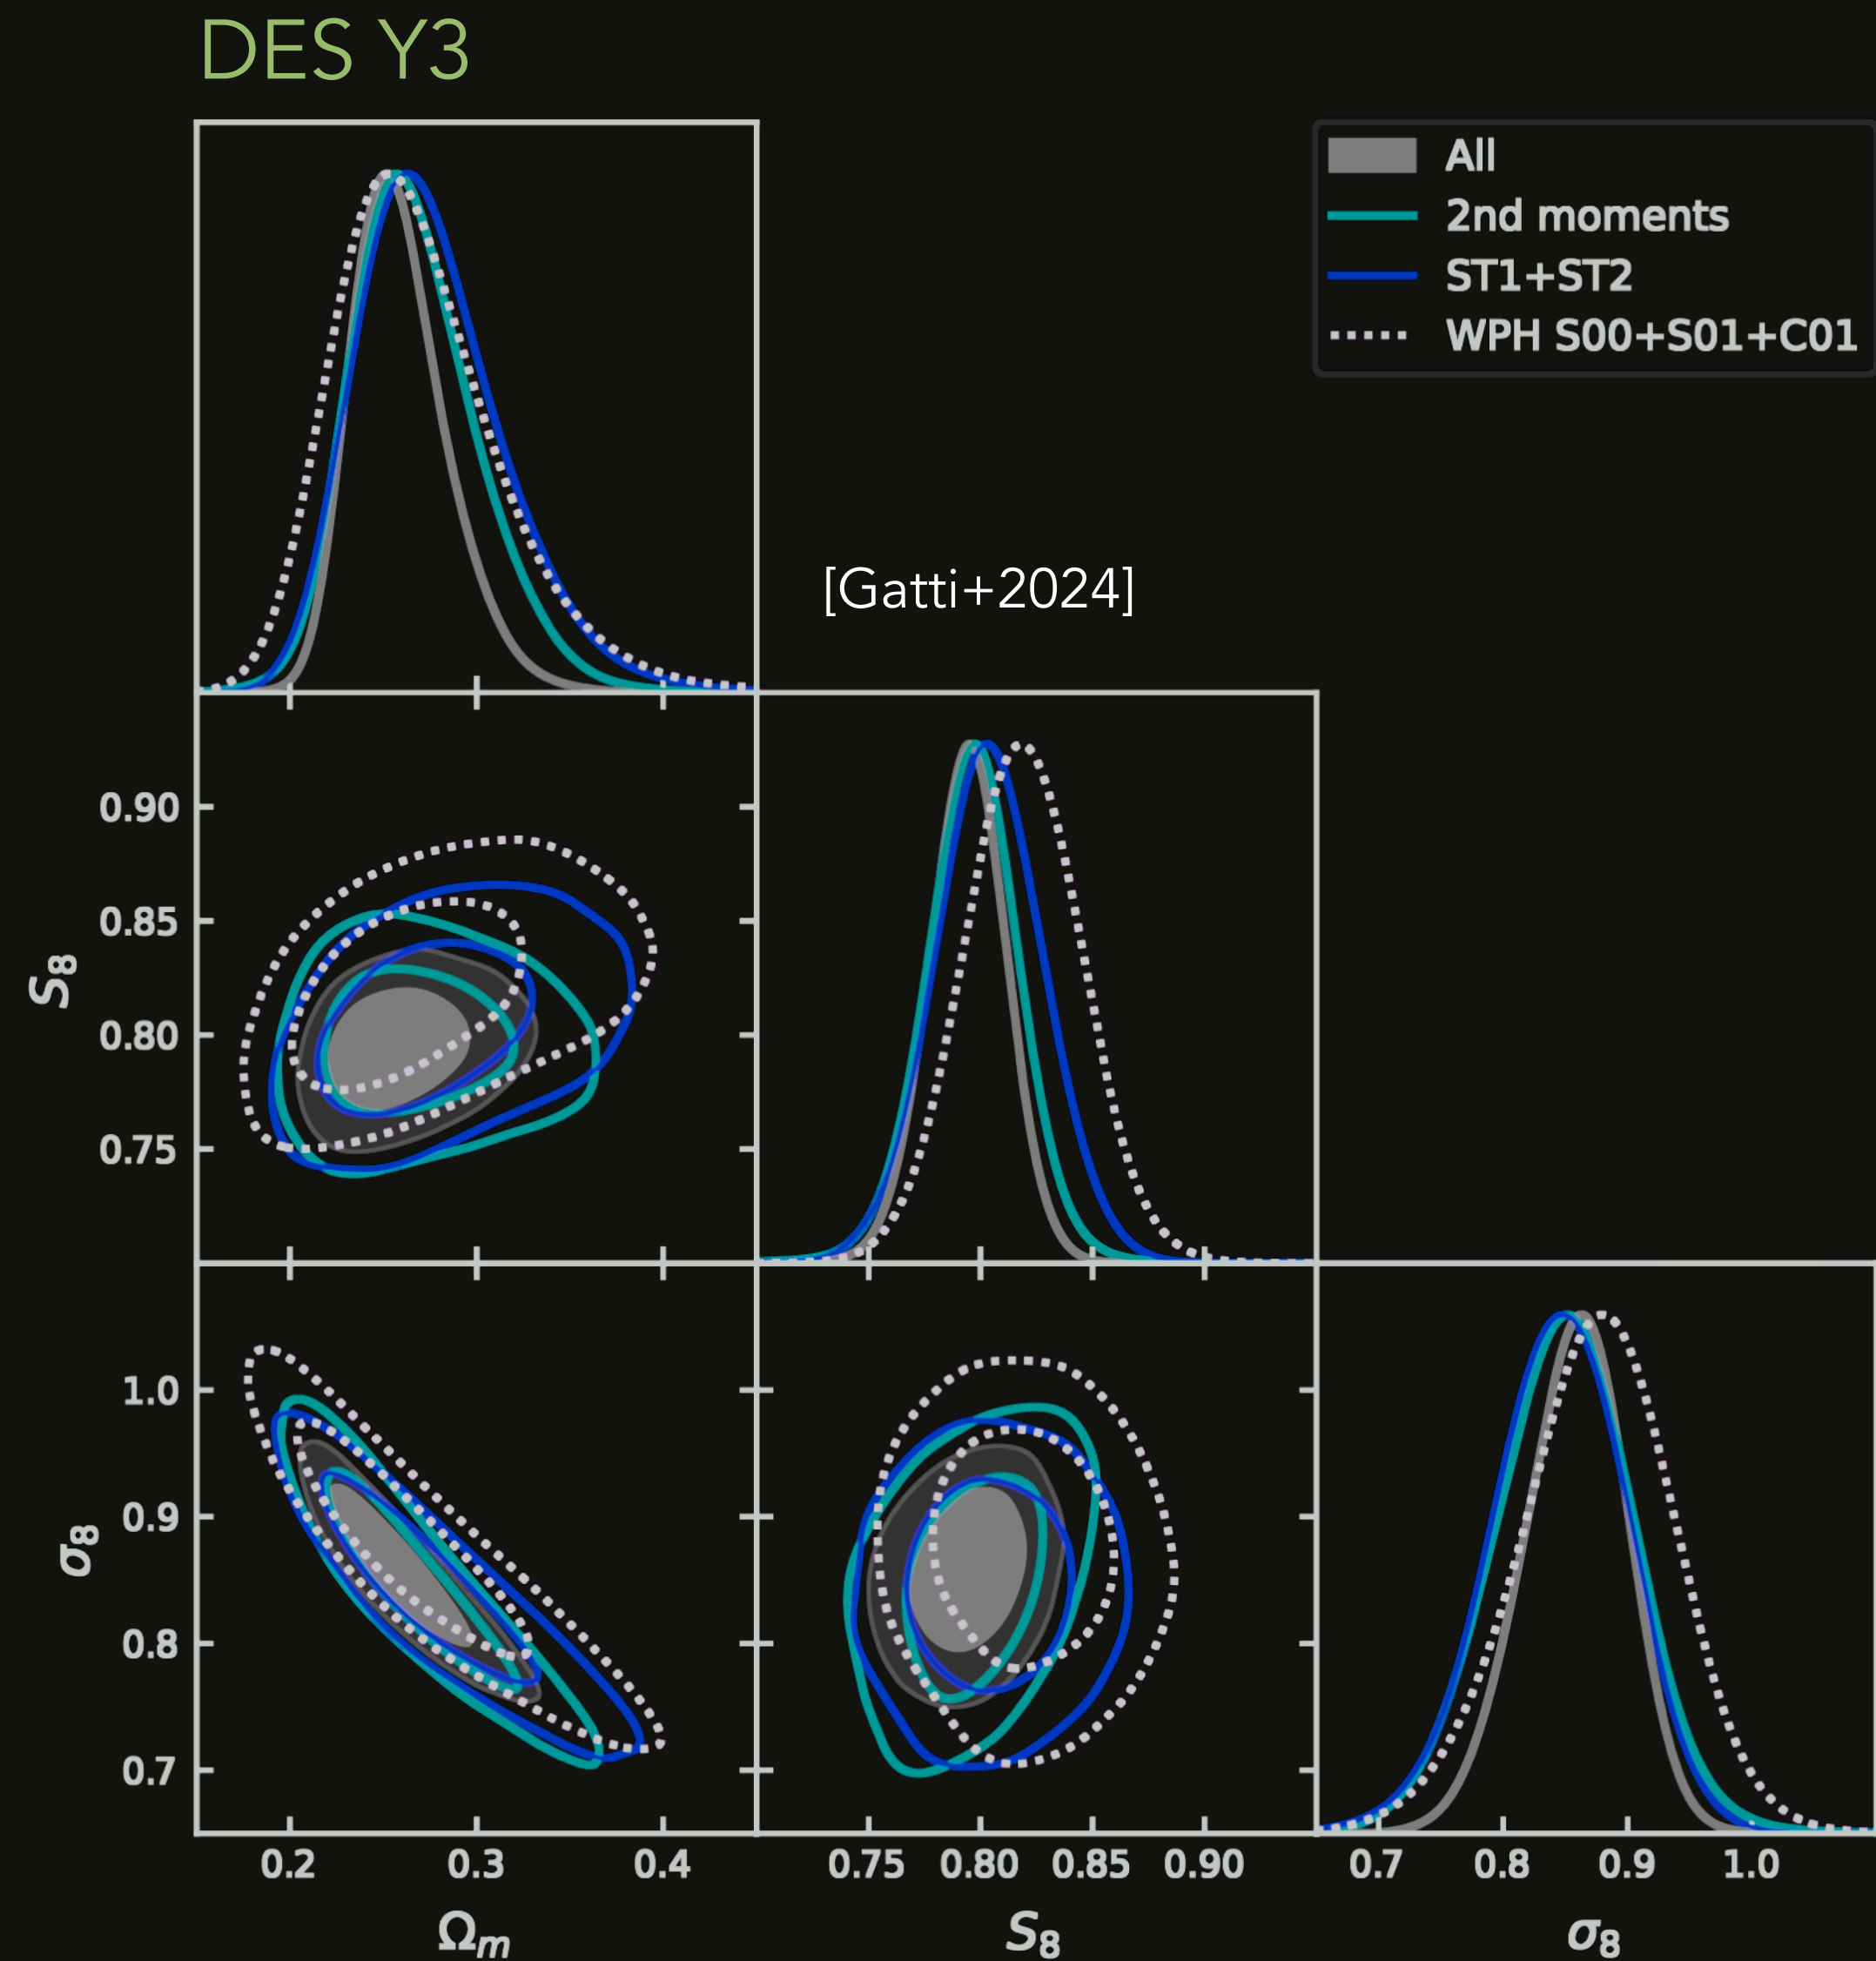 DES Y3
All
2nd moments
ST1+ST2
WPH S00+S01+C01
[Gatti+2024]
0.90
0.85
S₈
0.80
0.75
1.0
0.9
σ₈
0.8
0.7
0.2 0.3 0.4 0.75 0.80 0.85 0.90 0.7 0.8 0.9 1.0
Ωₘ S₈ σ₈